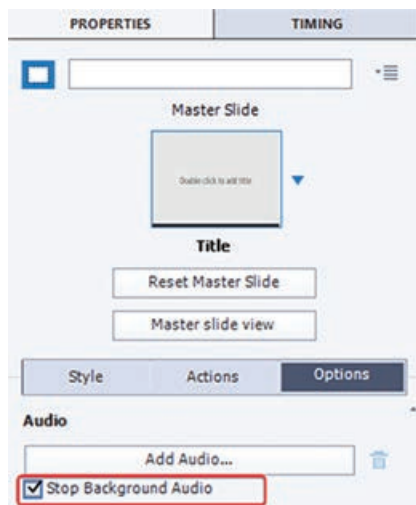 PROPERTIES TIMING
Master Slide
Double click to add title
Title
Reset Master Slide
Master slide view
Style Actions Options
Audio
Add Audio...
Stop Background Audio